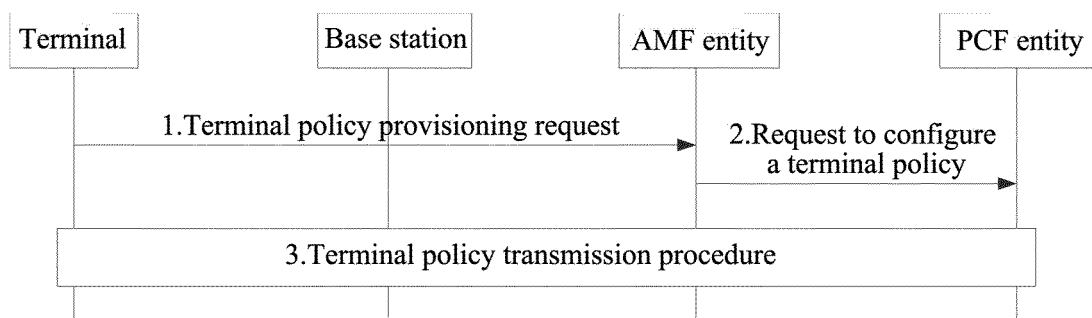 Terminal
Base station
AMF entity
PCF entity
1.Terminal policy provisioning request
2.Request to configure
a terminal policy
3.Terminal policy transmission procedure